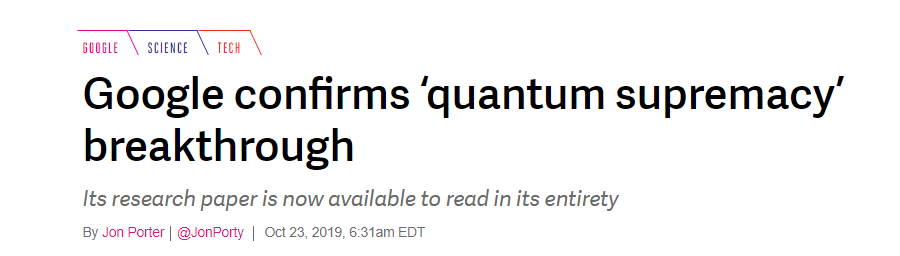 GOOGLE SCIENCE TECH
Google confirms ‘quantum supremacy’
breakthrough
Its research paper is now available to read in its entirety
By Jon Porter | @JonPorty | Oct 23, 2019, 6:31am EDT